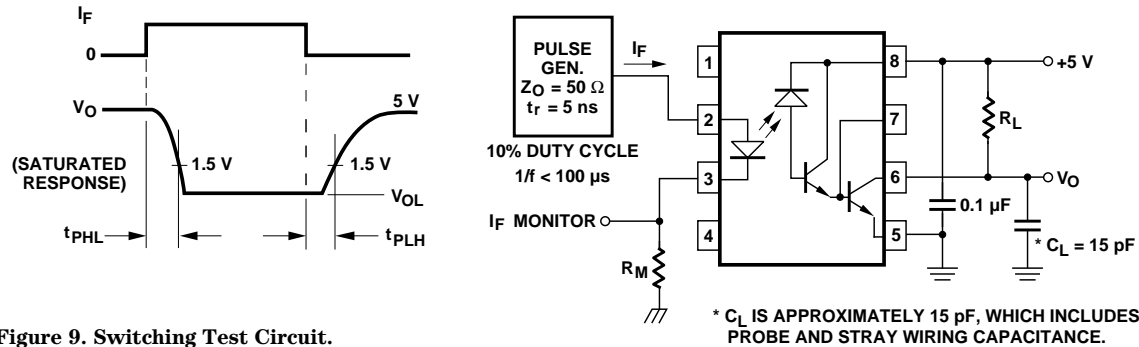 IF
0
VO
5 V
1.5 V
1.5 V
(SATURATED
RESPONSE)
VOL
tPHL
tPLH
PULSE
GEN.
ZO = 50 Ω
tr = 5 ns
IF
10% DUTY CYCLE
1/f < 100 µs
IF MONITOR
RM
1
2
3
4
8
7
6
5
+5 V
RL
VO
0.1 µF
* CL = 15 pF
* CL IS APPROXIMATELY 15 pF, WHICH INCLUDES
PROBE AND STRAY WIRING CAPACITANCE.
Figure 9. Switching Test Circuit.